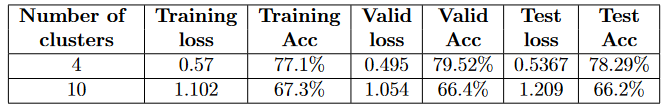 Number of clusters Training loss Training Acc Valid loss Valid Acc Test loss Test Acc
4 0.57 77.1% 0.495 79.52% 0.5367 78.29%
10 1.102 67.3% 1.054 66.4% 1.209 66.2%